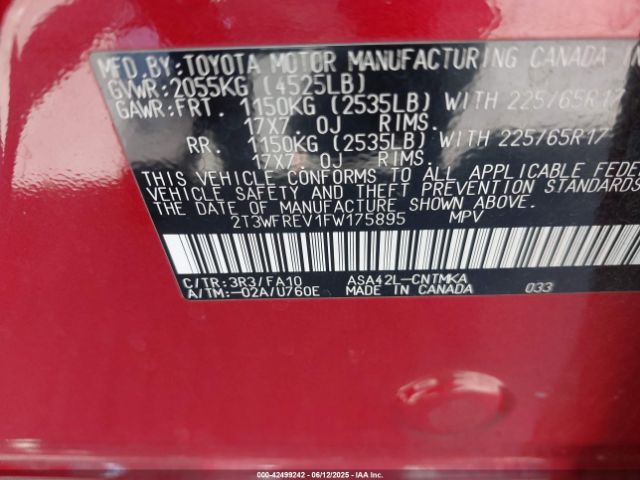 MFD.BY:TOYOTA MOTOR MANUFACTURING CANADA IN
GVWR:2055KG (4525LB)
GAWR:FRT. 1150KG (2535LB) WITH 225/65R17
17X7.0J RIMS.
RR. 1150KG (2535LB) WITH 225/65R17
17X7.0J RIMS.
THIS VEHICLE CONFORMS TO ALL APPLICABLE FEDE
VEHICLE SAFETY AND THEFT PREVENTION STANDARDS
THE DATE OF MANUFACTURE SHOWN ABOVE.
2T3WFREV1FW175895 MPV
C/TR:3R3/FA10 ASA42L-CNTMKA
A/TM:-02A/U760E MADE IN CANADA 033
000-42499242 - 06/12/2025 - IAA Inc.